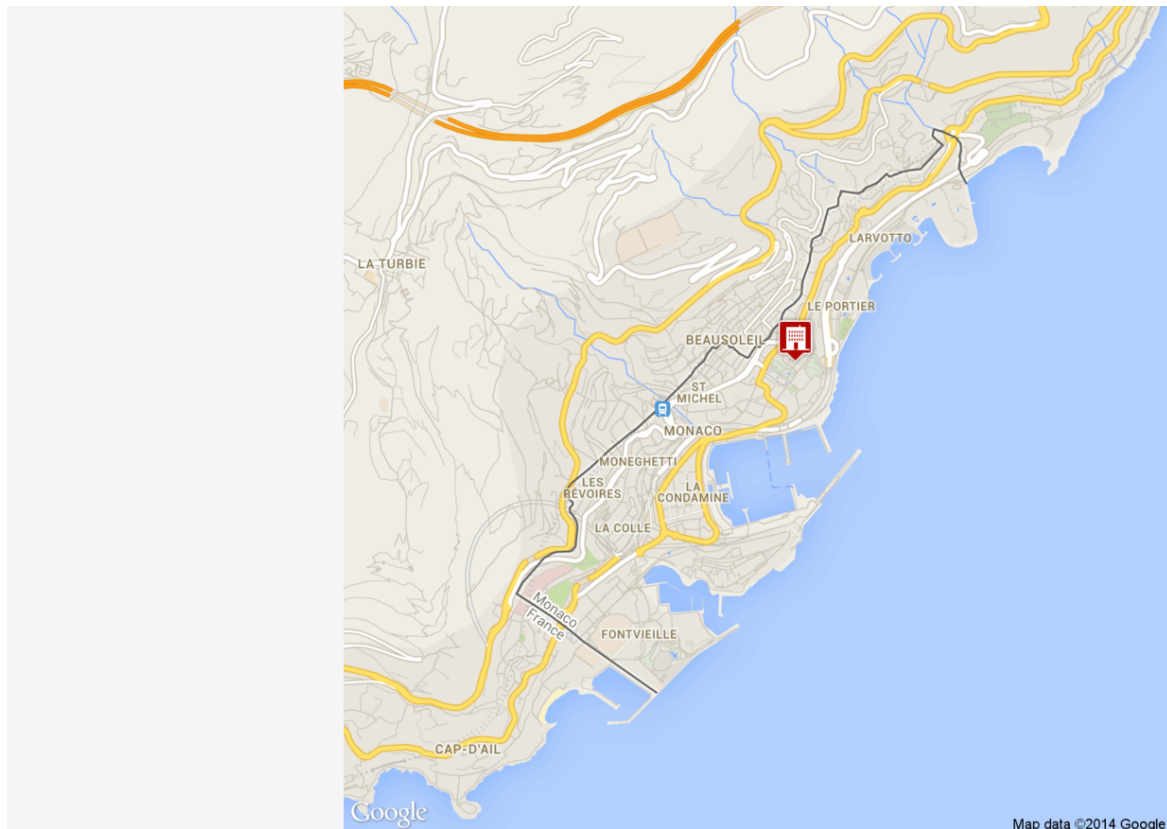 LARVOTTO
LA TURBIE
LE PORTIER
BEAUSOLEIL
ST
MICHEL
MONACO
MONEGHETTI
LES
RÉVOIRES
LA
CONDAMINE
LA COLLE
Monaco
France
FONTVIEILLE
CAP-D'AIL
Google
Map data ©2014 Google